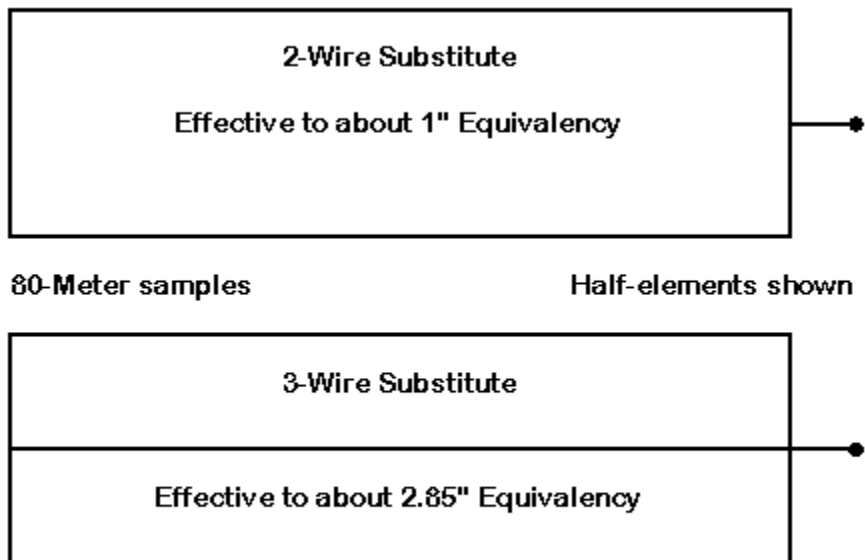 2-Wire Substitute
Effective to about 1" Equivalency
80-Meter samples
Half-elements shown
3-Wire Substitute
Effective to about 2.85" Equivalency